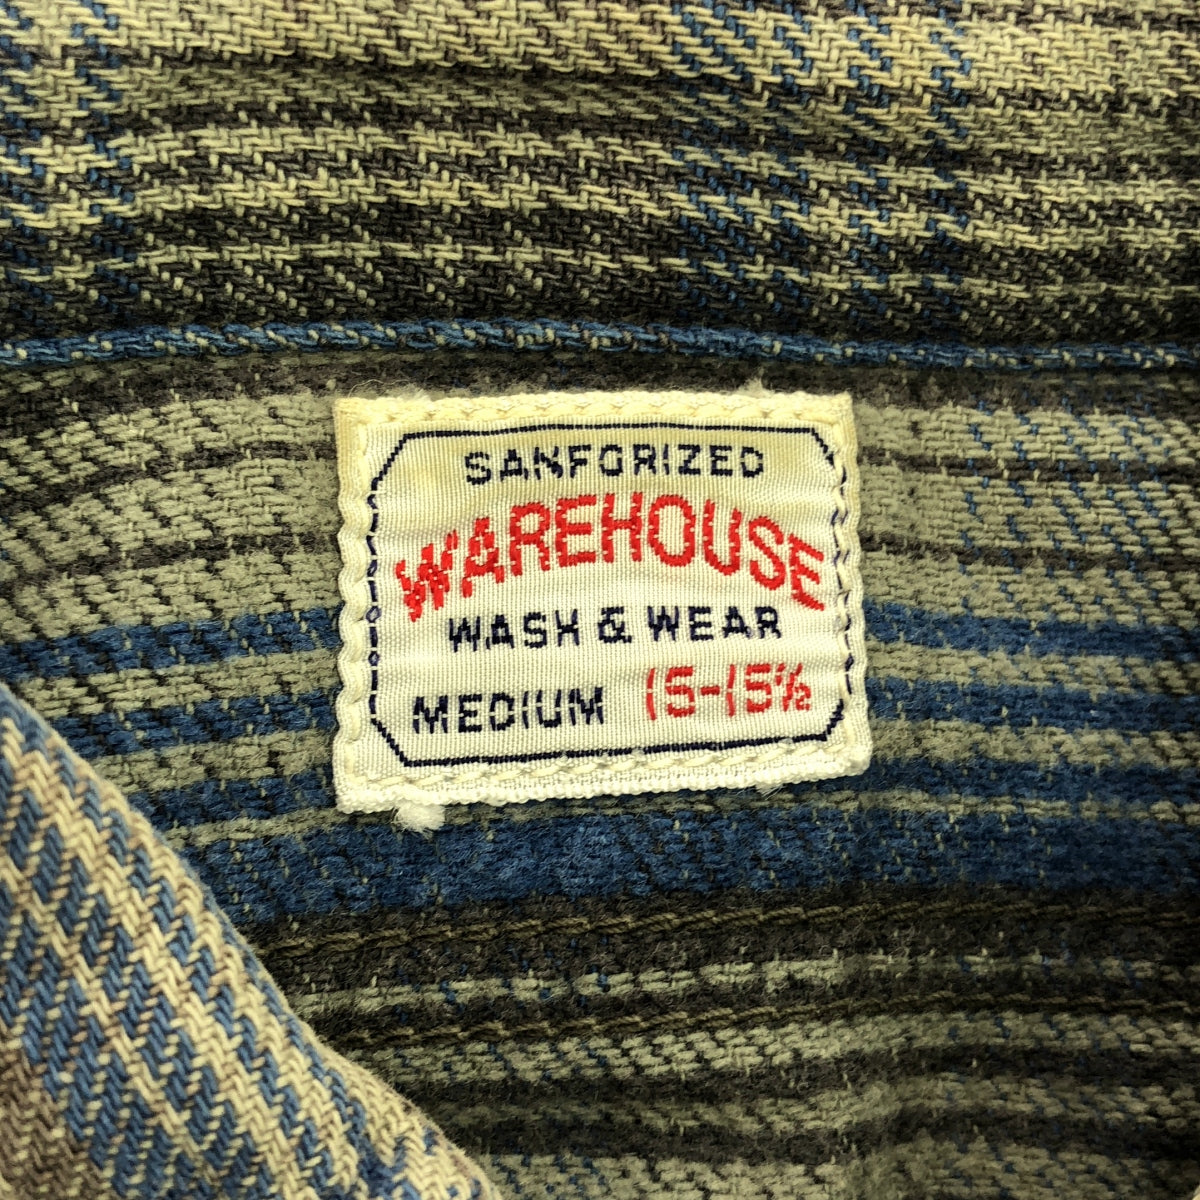 SANFORIZED
WAREHOUSE
WASH & WEAR
MEDIUM 15-15½